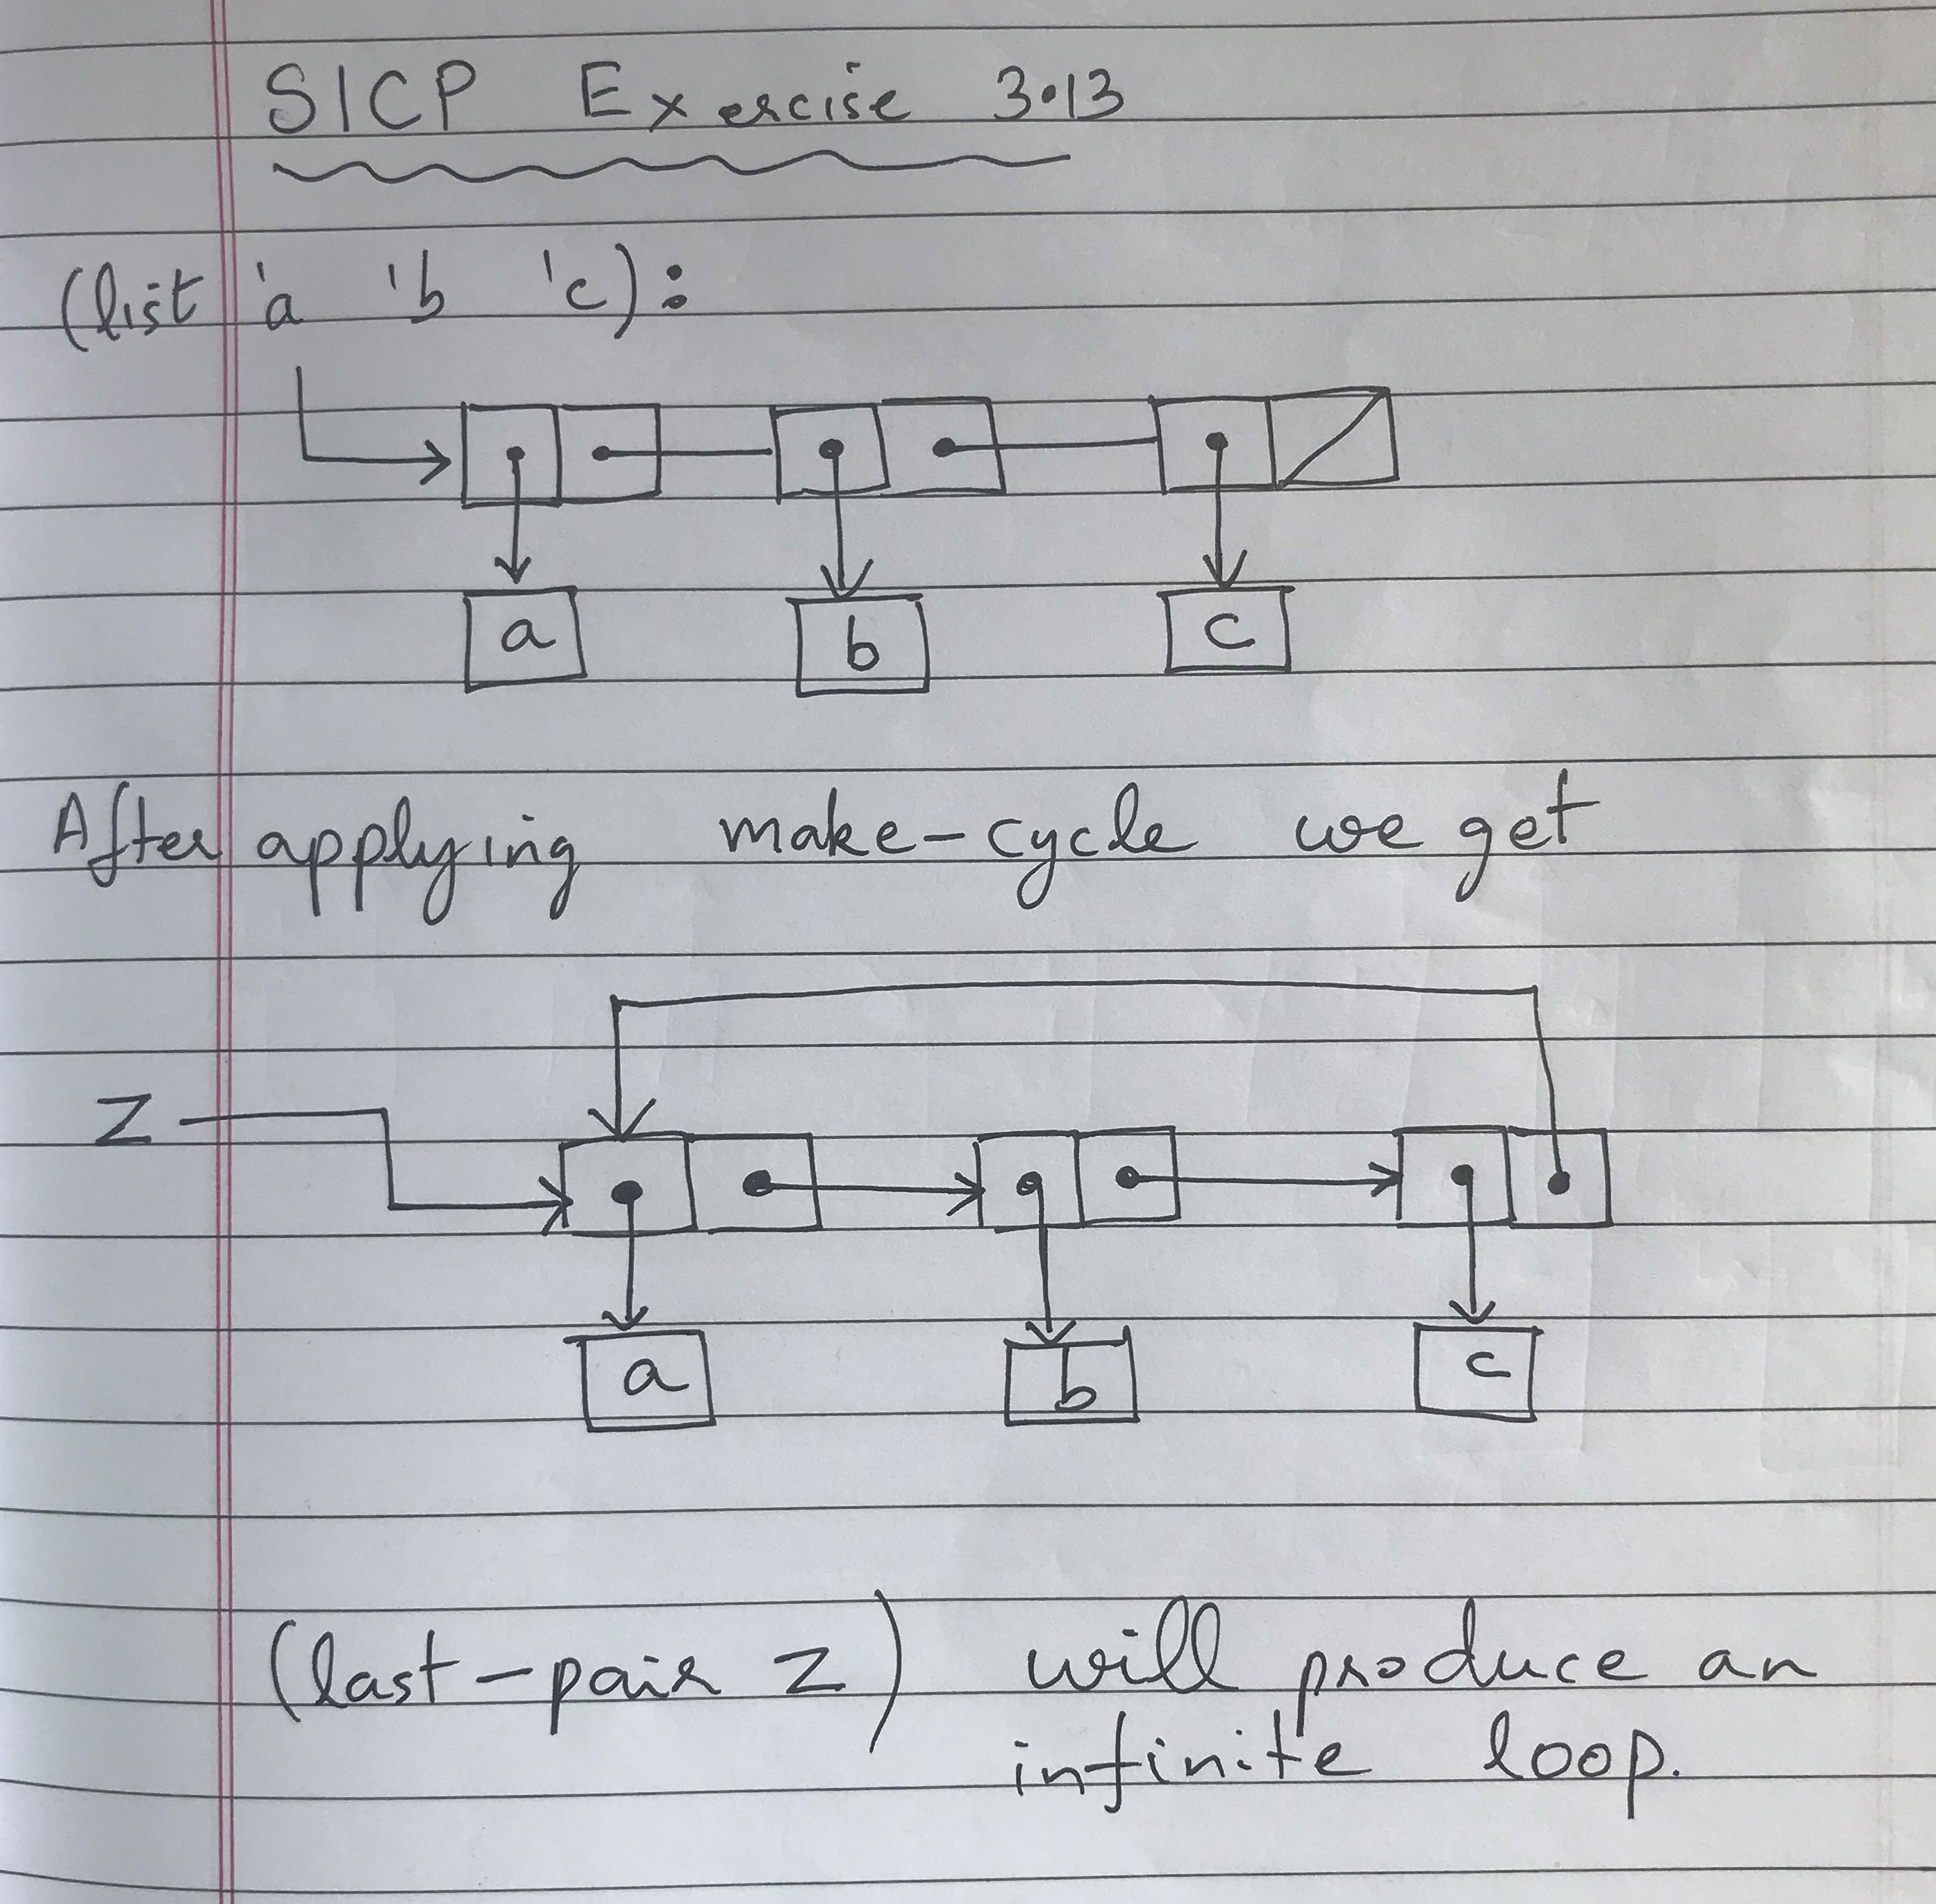 SICP Exercise 3.13
(list 'a 'b 'c):
a b c
After applying make-cycle we get
z
a b c
(last-pair z) will produce an
infinite loop.